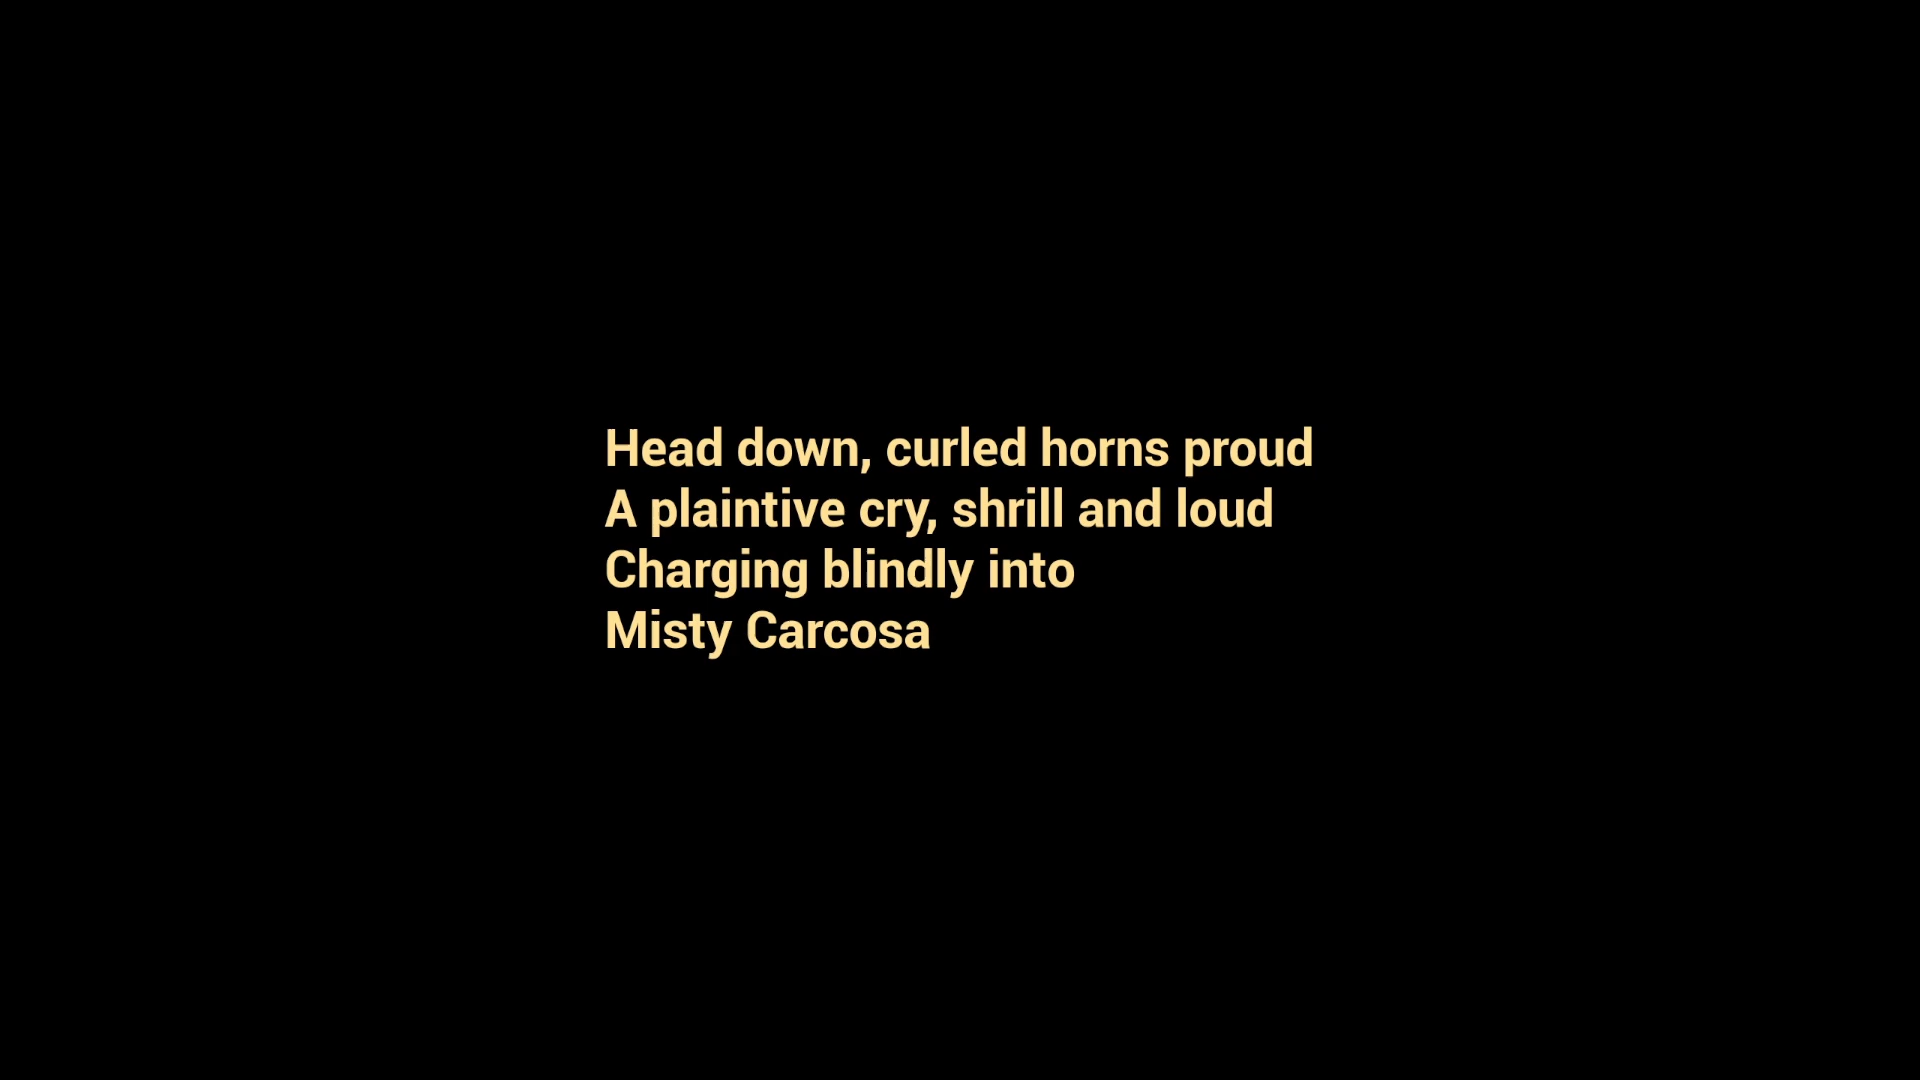 Head down, curled horns proud
A plaintive cry, shrill and loud
Charging blindly into
Misty Carcosa